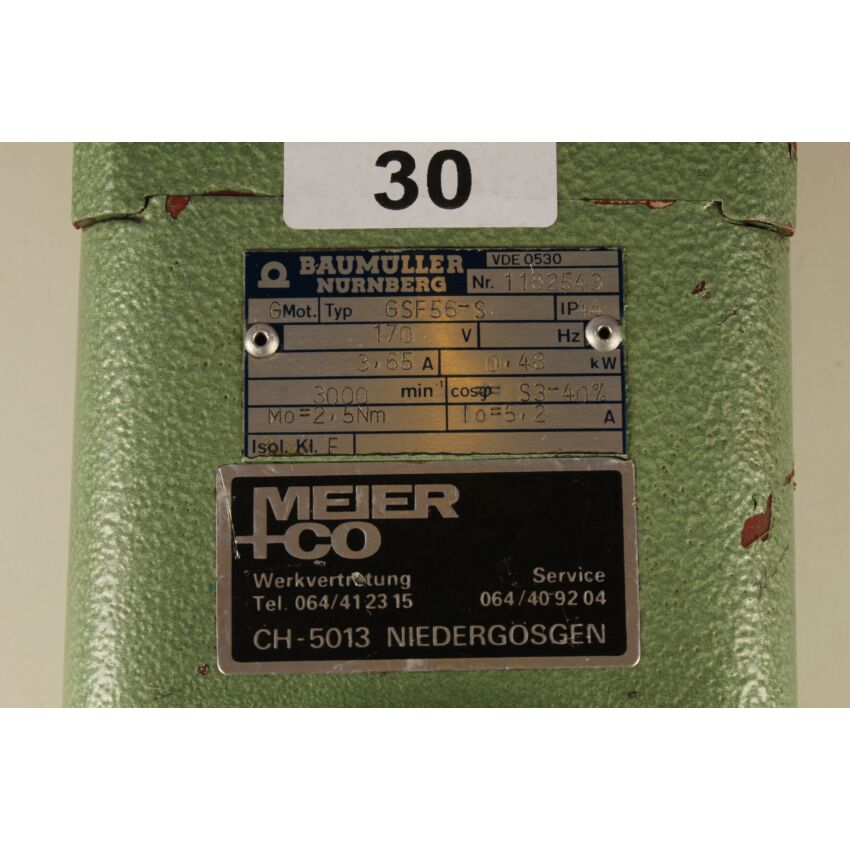 30
BAUMÜLLER
NÜRNBERG
VDE 0530
Nr. 1182543
GMot. Typ GSF56-S IP44
170 V Hz
3,65 A 0,48 kW
3000 min⁻¹ cosφ= S3-40%
Mo=2,5Nm Io=5,2 A
Isol. Kl. F
MEIER
+CO
Werkvertretung Service
Tel. 064/41 23 15 064/40 92 04
CH-5013 NIEDERGÖSGEN